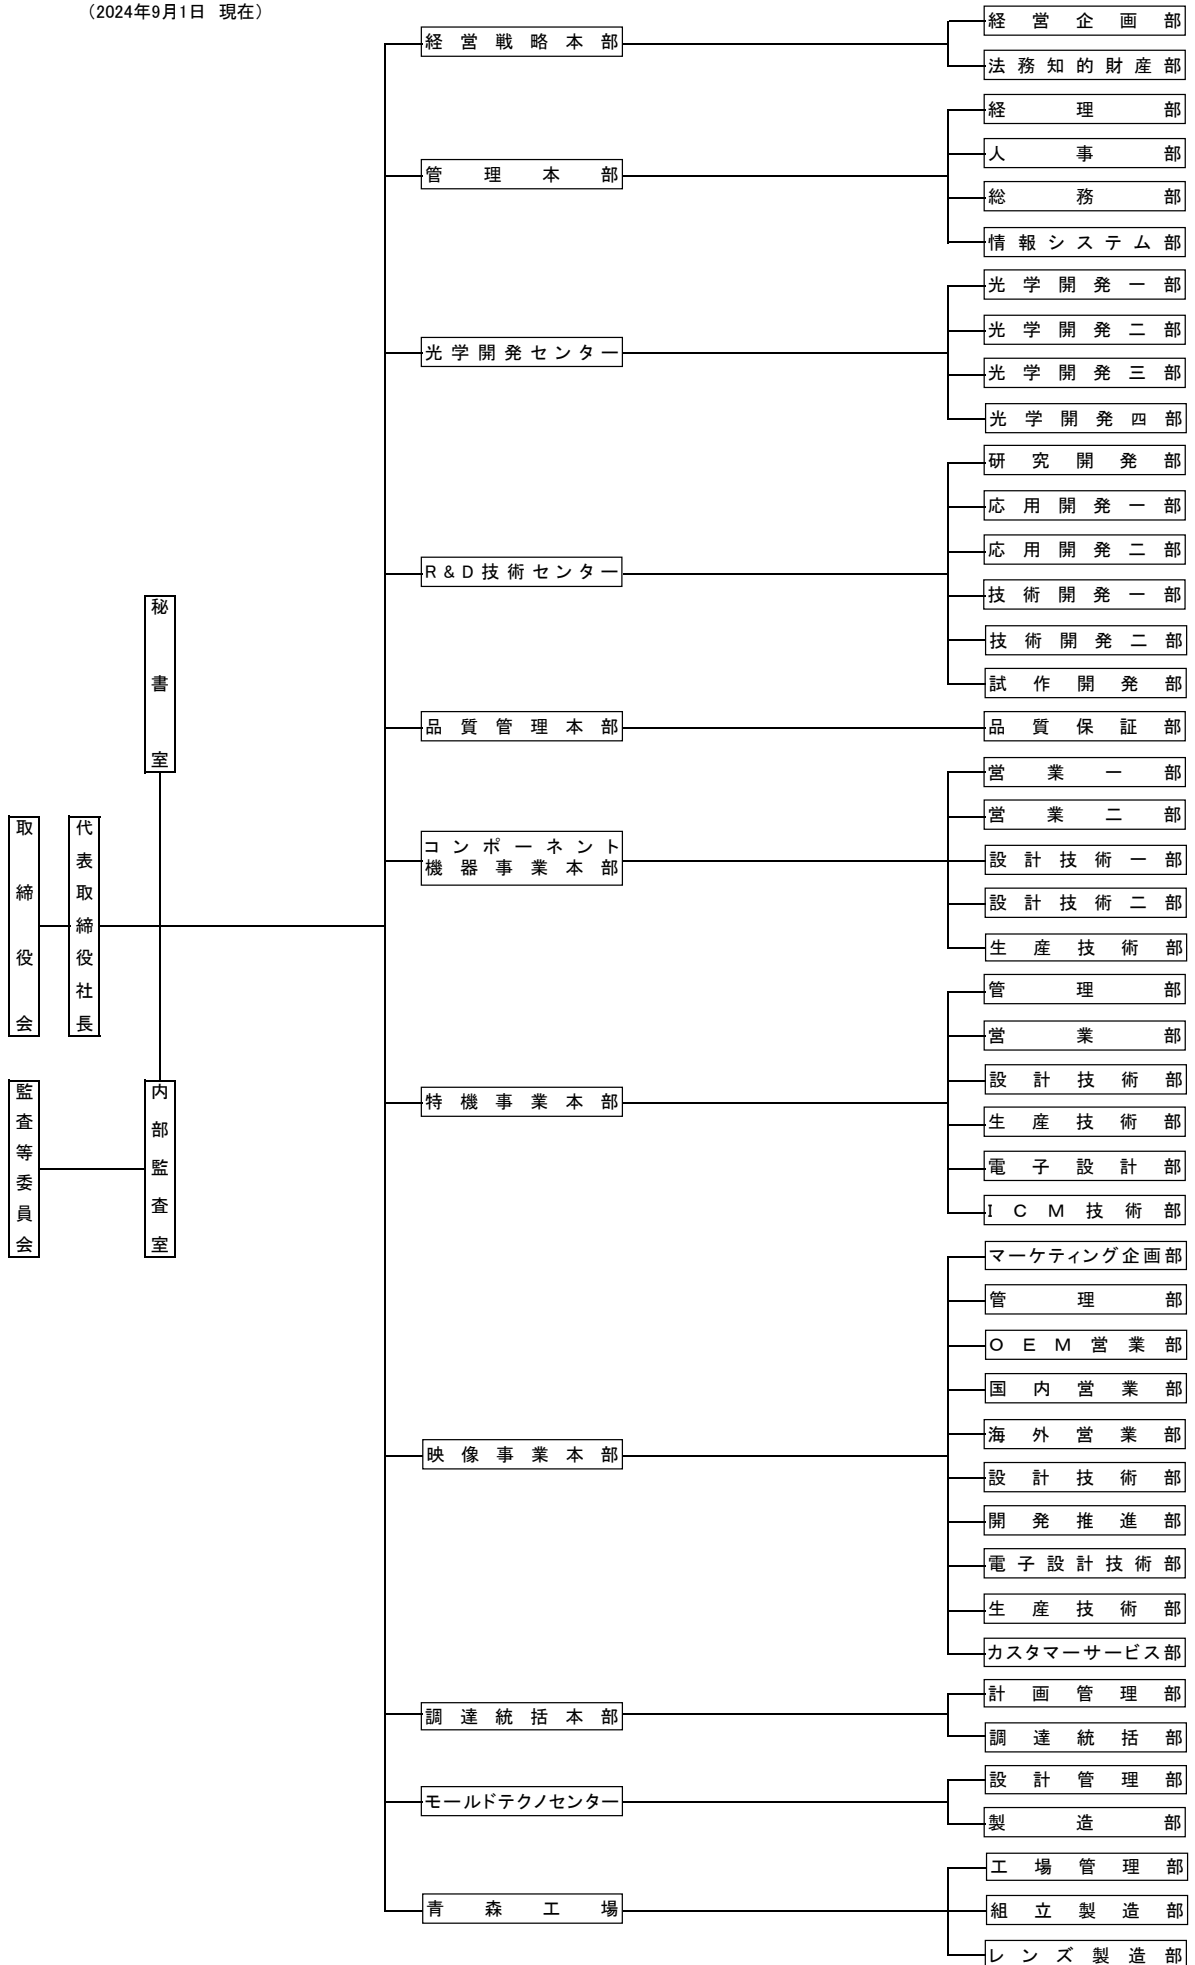 （2024年9月1日 現在）
取締役会
代表取締役社長
秘書室
監査等委員会
内部監査室
経営戦略本部
経営企画部
法務知的財産部
管理本部
経理部
人事部
総務部
情報システム部
光学開発センター
光学開発一部
光学開発二部
光学開発三部
光学開発四部
R＆D技術センター
研究開発部
応用開発一部
応用開発二部
技術開発一部
技術開発二部
試作開発部
品質管理本部
品質保証部
コンポーネント
機器事業本部
営業一部
営業二部
設計技術一部
設計技術二部
生産技術部
特機事業本部
管理部
営業部
設計技術部
生産技術部
電子設計部
ICM技術部
映像事業本部
マーケティング企画部
管理部
OEM営業部
国内営業部
海外営業部
設計技術部
開発推進部
電子設計技術部
生産技術部
カスタマーサービス部
調達統括本部
計画管理部
調達統括部
モールドテクノセンター
設計管理部
製造部
青森工場
工場管理部
組立製造部
レンズ製造部